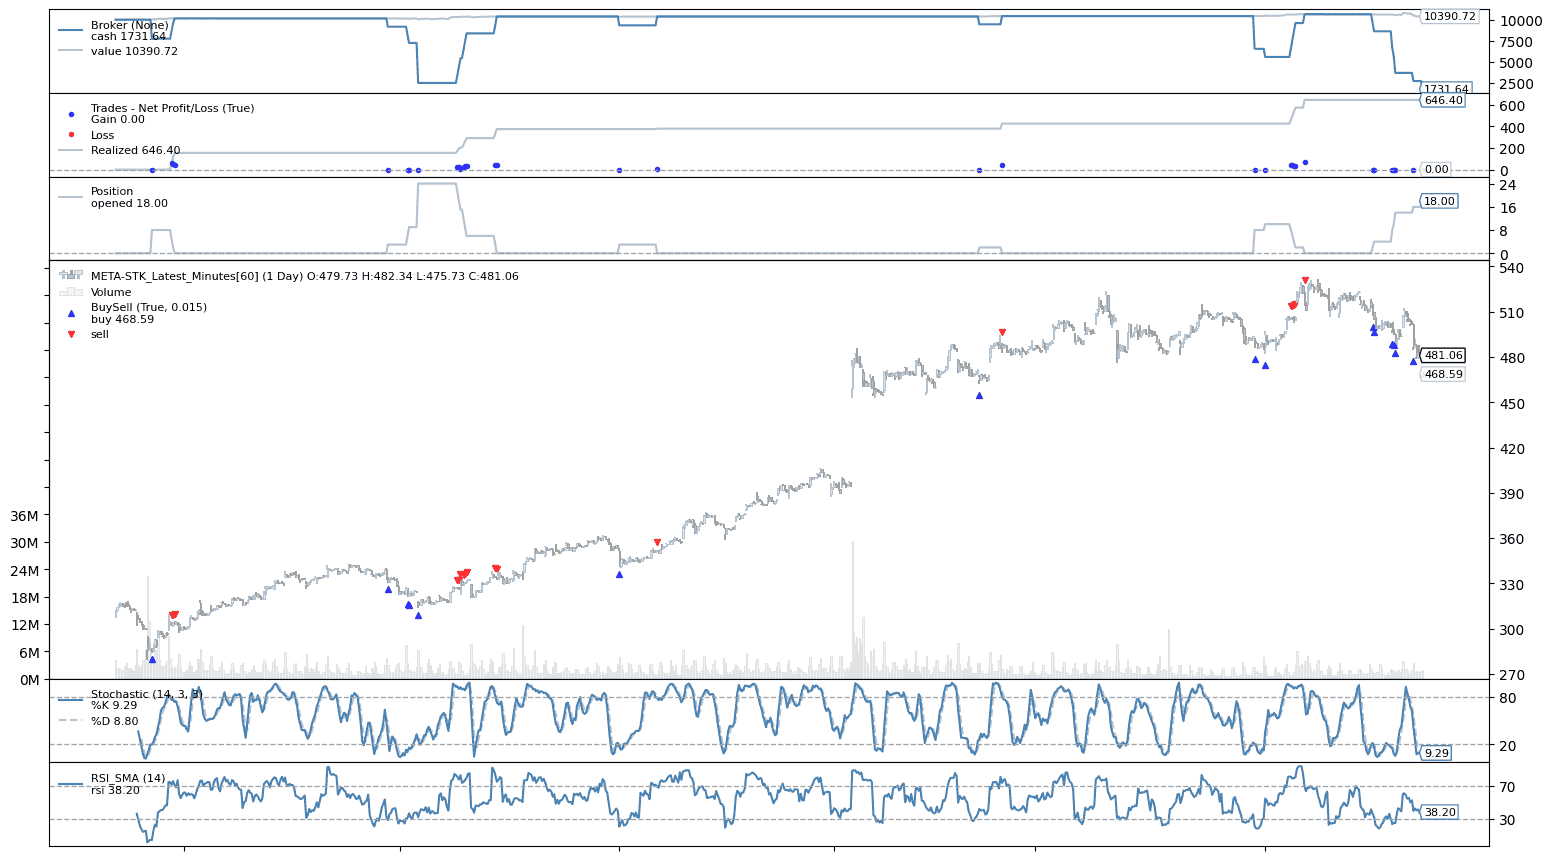 Broker (None)
cash 1731.64
value 10390.72
10390.72
1731.64
10000
7500
5000
2500
Trades - Net Profit/Loss (True)
Gain 0.00
Loss
Realized 646.40
646.40
0.00
600
400
200
0
Position
opened 18.00
18.00
24
16
8
0
META-STK_Latest_Minutes[60] (1 Day) O:479.73 H:482.34 L:475.73 C:481.06
Volume
BuySell (True, 0.015)
buy 468.59
sell
481.06
468.59
540
510
480
450
420
390
360
330
300
270
36M
30M
24M
18M
12M
6M
0M
Stochastic (14, 3, 3)
%K 9.29
%D 8.80
9.29
80
20
RSI_SMA (14)
rsi 38.20
38.20
70
30